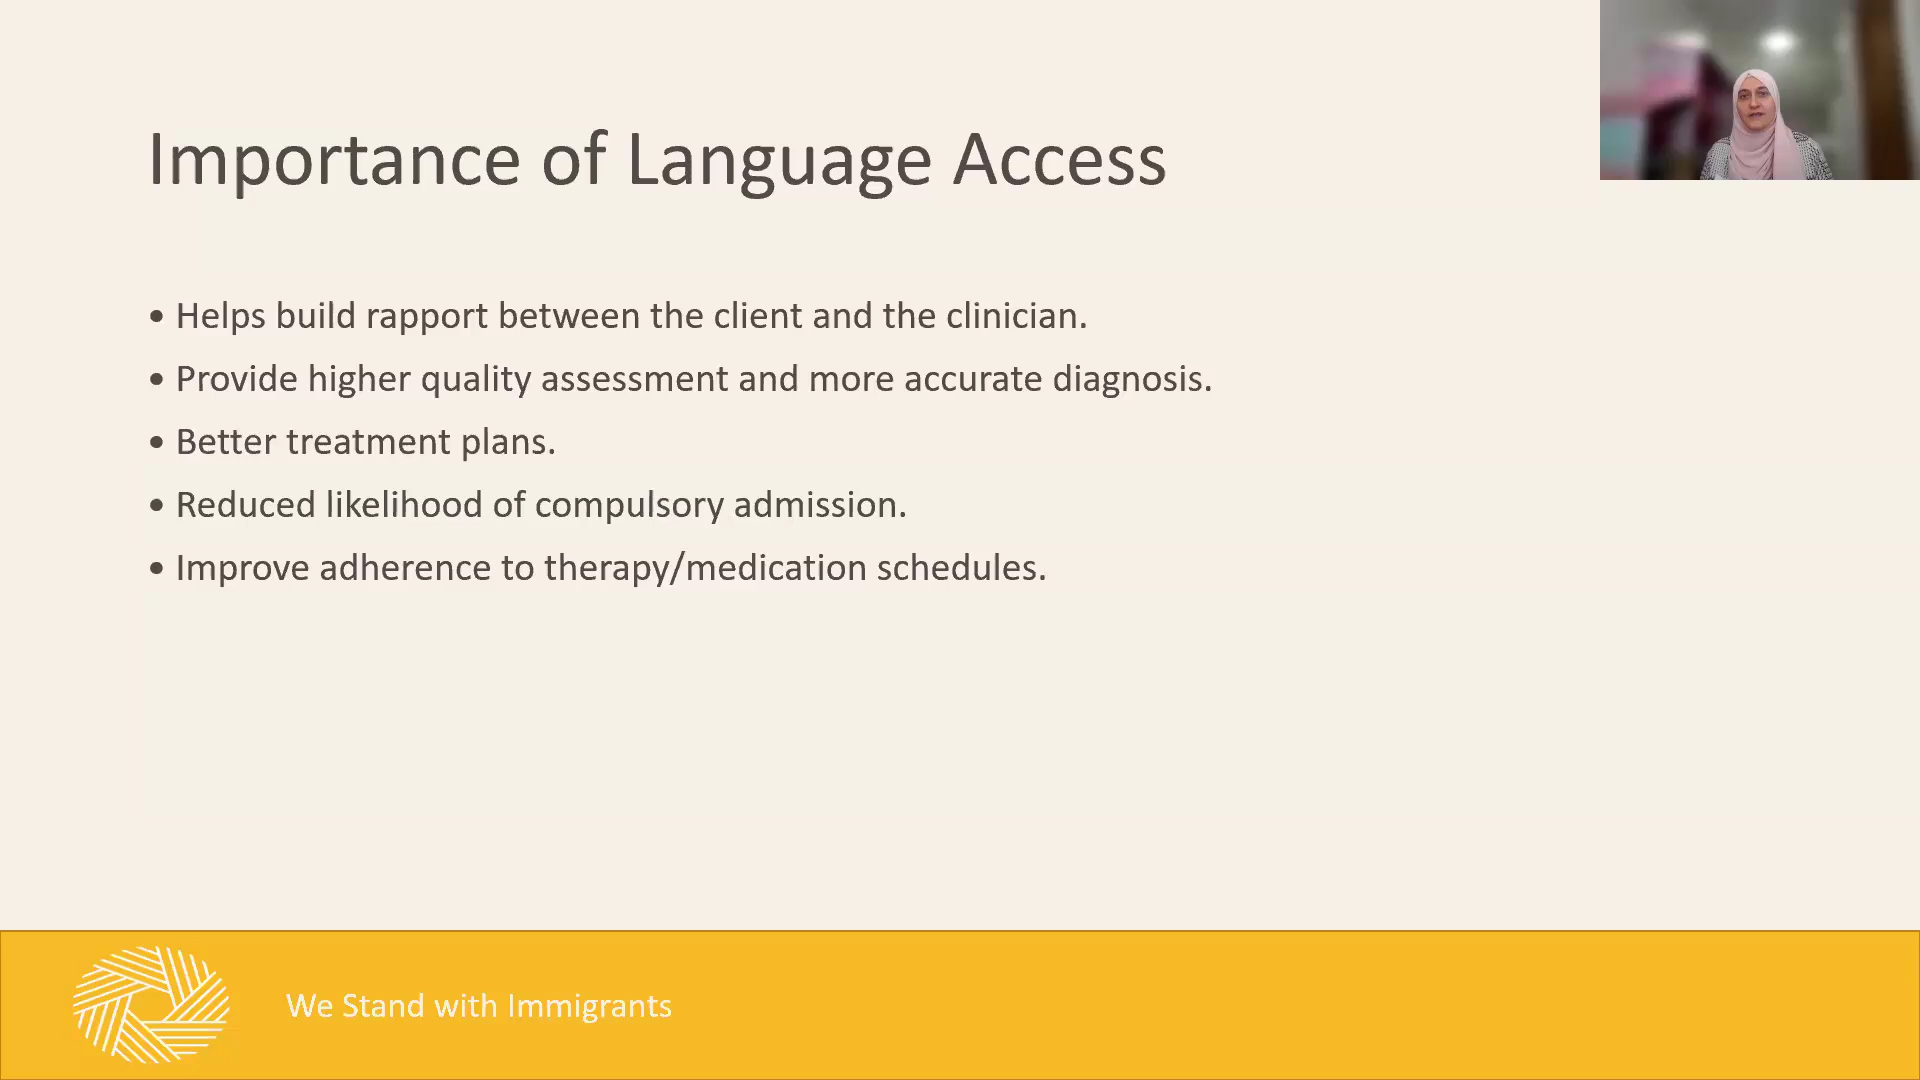 Importance of Language Access
• Helps build rapport between the client and the clinician.
• Provide higher quality assessment and more accurate diagnosis.
• Better treatment plans.
• Reduced likelihood of compulsory admission.
• Improve adherence to therapy/medication schedules.
We Stand with Immigrants